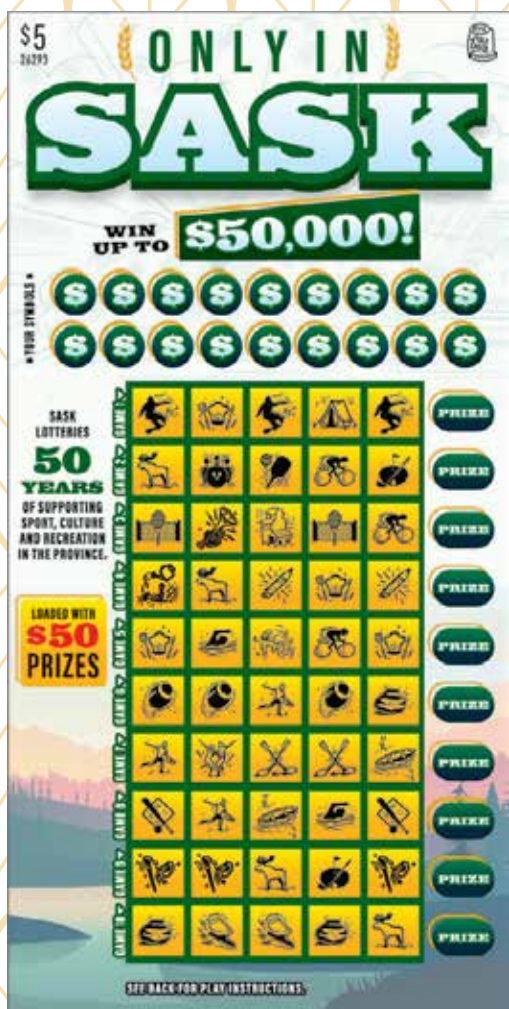 $5
26293
ONLY IN
SASK
WIN
UP TO
$50,000!
YOUR SYMBOLS
$ $ $ $ $ $ $ $ $
$ $ $ $ $ $ $ $ $
SASK
LOTTERIES
50
YEARS
OF SUPPORTING
SPORT, CULTURE
AND RECREATION
IN THE PROVINCE.
LOADED WITH
$50
PRIZES
GAME 1 PRIZE
GAME 2 PRIZE
GAME 3 PRIZE
GAME 4 PRIZE
GAME 5 PRIZE
GAME 6 PRIZE
GAME 7 PRIZE
GAME 8 PRIZE
GAME 9 PRIZE
GAME 10 PRIZE
SEE BACK FOR PLAY INSTRUCTIONS.